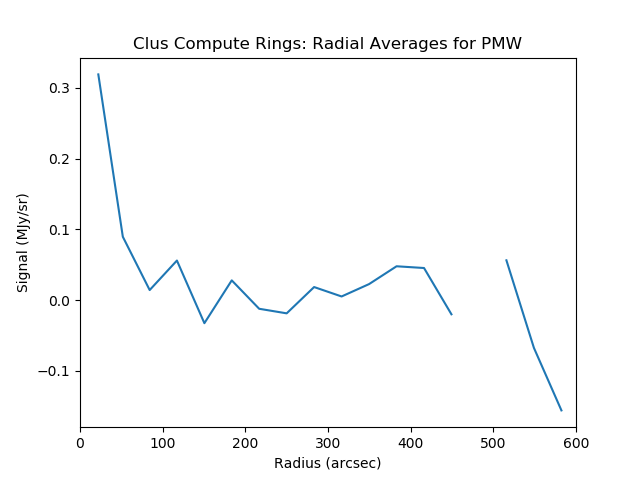 Clus Compute Rings: Radial Averages for PMW
Signal (MJy/sr)
0.3
0.2
0.1
0.0
−0.1
0 100 200 300 400 500 600
Radius (arcsec)